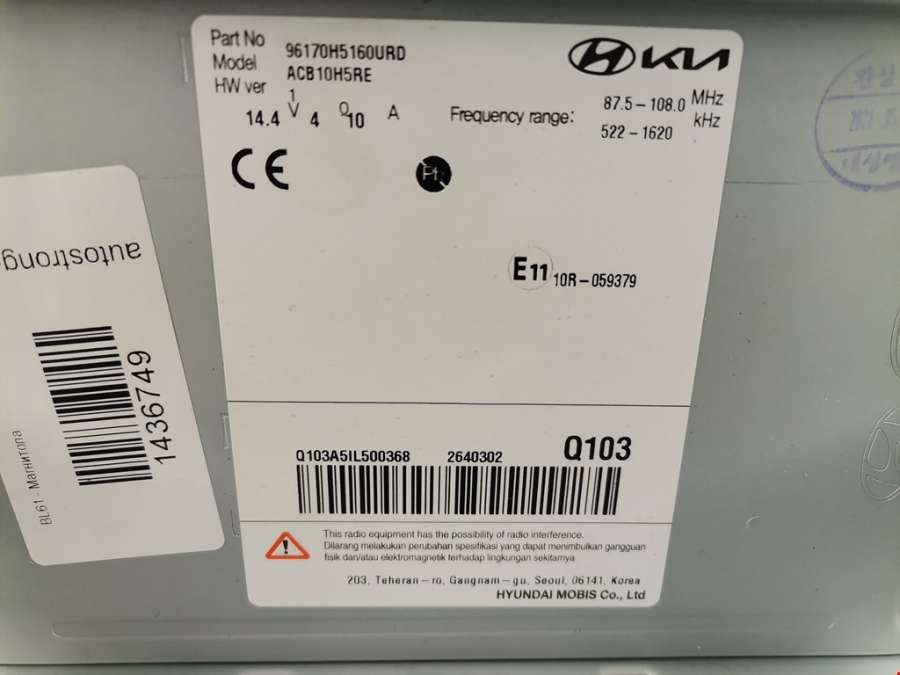 Part No 96170H5160URD
Model ACB10H5RE
HW ver 1
14.4 V 4 Ω 10 A
KIA
Frequency range: 87.5-108.0 MHz
522-1620 kHz
CE
E11 10R-059379
Q103A5IL500368 2640302 Q103
This radio equipment has the possibility of radio interference.
Dilarang melakukan perubahan spesifikasi yang dapat menimbulkan gangguan
fisik dan/atau elektromagnetik terhadap lingkungan sekitarnya
203, Teheran-ro, Gangnam-gu, Seoul, 06141, Korea
HYUNDAI MOBIS Co., Ltd
autostrong
1436749
BL61 - Магнитола